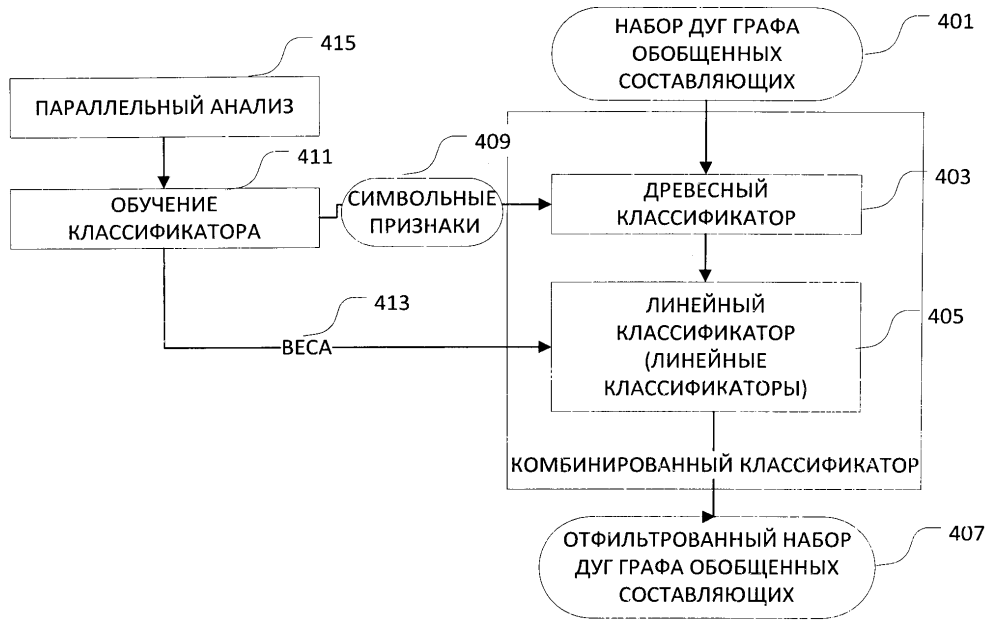 НАБОР ДУГ ГРАФА
ОБОБЩЕННЫХ
СОСТАВЛЯЮЩИХ
401
415
ПАРАЛЛЕЛЬНЫЙ АНАЛИЗ
411
ОБУЧЕНИЕ
КЛАССИФИКАТОРА
409
СИМВОЛЬНЫЕ
ПРИЗНАКИ
ДРЕВЕСНЫЙ
КЛАССИФИКАТОР
403
413
ВЕСА
ЛИНЕЙНЫЙ
КЛАССИФИКАТОР
(ЛИНЕЙНЫЕ
КЛАССИФИКАТОРЫ)
405
КОМБИНИРОВАННЫЙ КЛАССИФИКАТОР
ОТФИЛЬТРОВАННЫЙ НАБОР
ДУГ ГРАФА ОБОБЩЕННЫХ
СОСТАВЛЯЮЩИХ
407